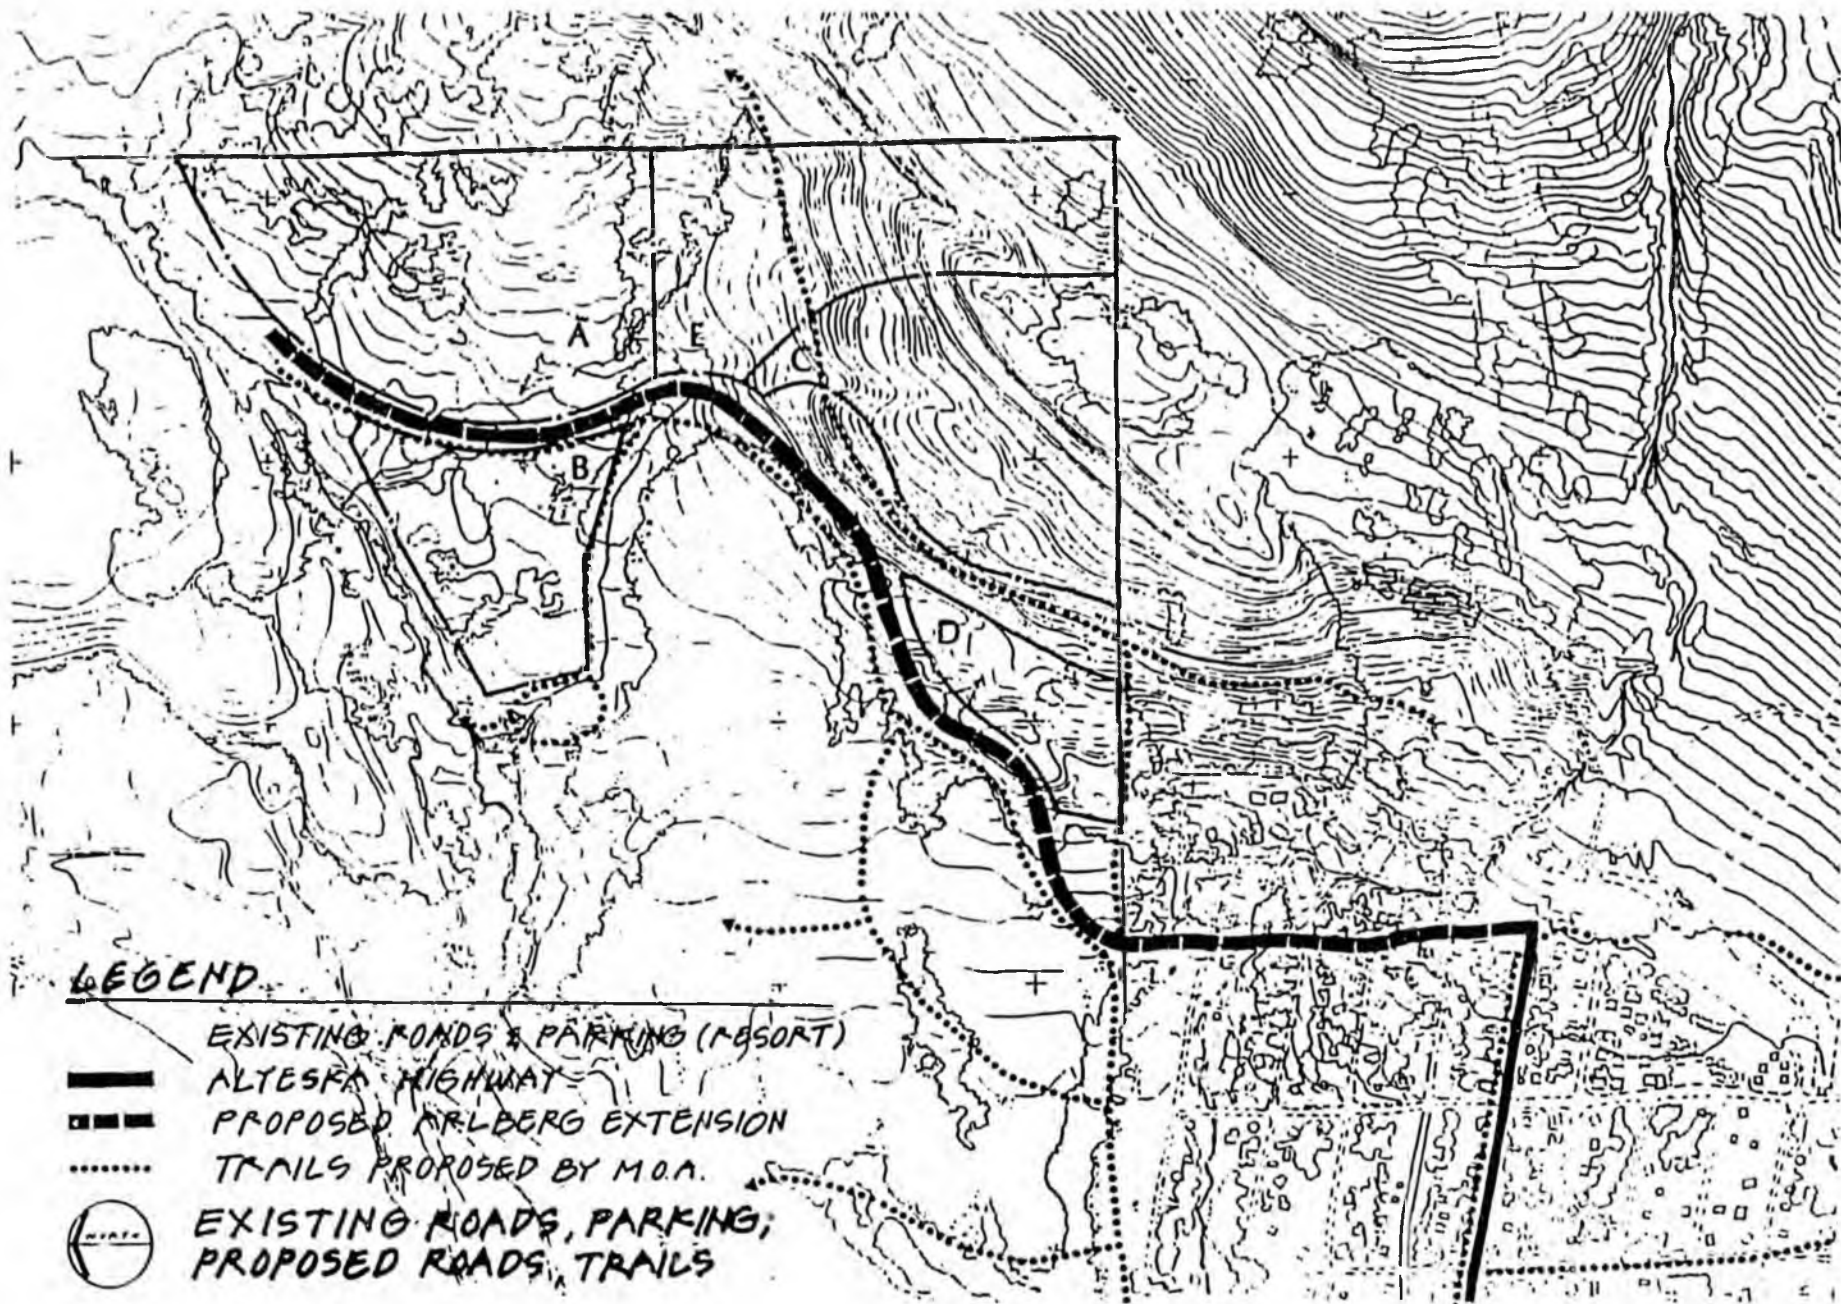 A
E
C
B
D
LEGEND
EXISTING ROADS & PARKING (RESORT)
ALYESKA HIGHWAY
PROPOSED ARLBERG EXTENSION
TRAILS PROPOSED BY M.O.A.
NORTH
EXISTING ROADS, PARKING,
PROPOSED ROADS, TRAILS